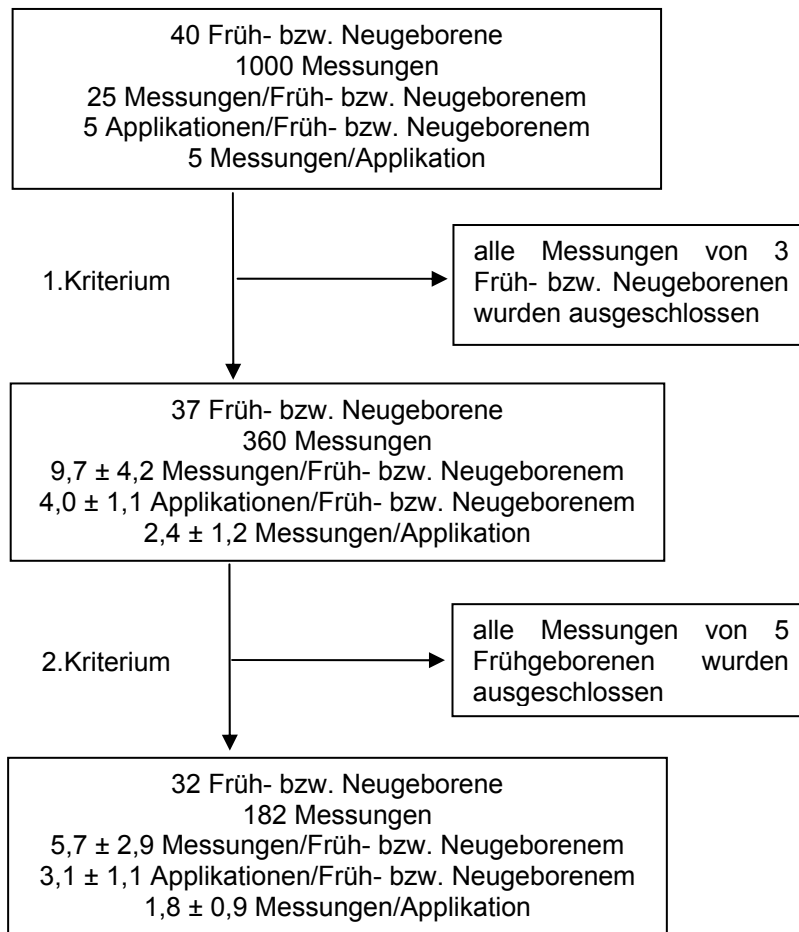 40 Früh- bzw. Neugeborene
1000 Messungen
25 Messungen/Früh- bzw. Neugeborenem
5 Applikationen/Früh- bzw. Neugeborenem
5 Messungen/Applikation
1.Kriterium
alle Messungen von 3
Früh- bzw. Neugeborenen
wurden ausgeschlossen
37 Früh- bzw. Neugeborene
360 Messungen
9,7 ± 4,2 Messungen/Früh- bzw. Neugeborenem
4,0 ± 1,1 Applikationen/Früh- bzw. Neugeborenem
2,4 ± 1,2 Messungen/Applikation
2.Kriterium
alle Messungen von 5
Frühgeborenen wurden
ausgeschlossen
32 Früh- bzw. Neugeborene
182 Messungen
5,7 ± 2,9 Messungen/Früh- bzw. Neugeborenem
3,1 ± 1,1 Applikationen/Früh- bzw. Neugeborenem
1,8 ± 0,9 Messungen/Applikation